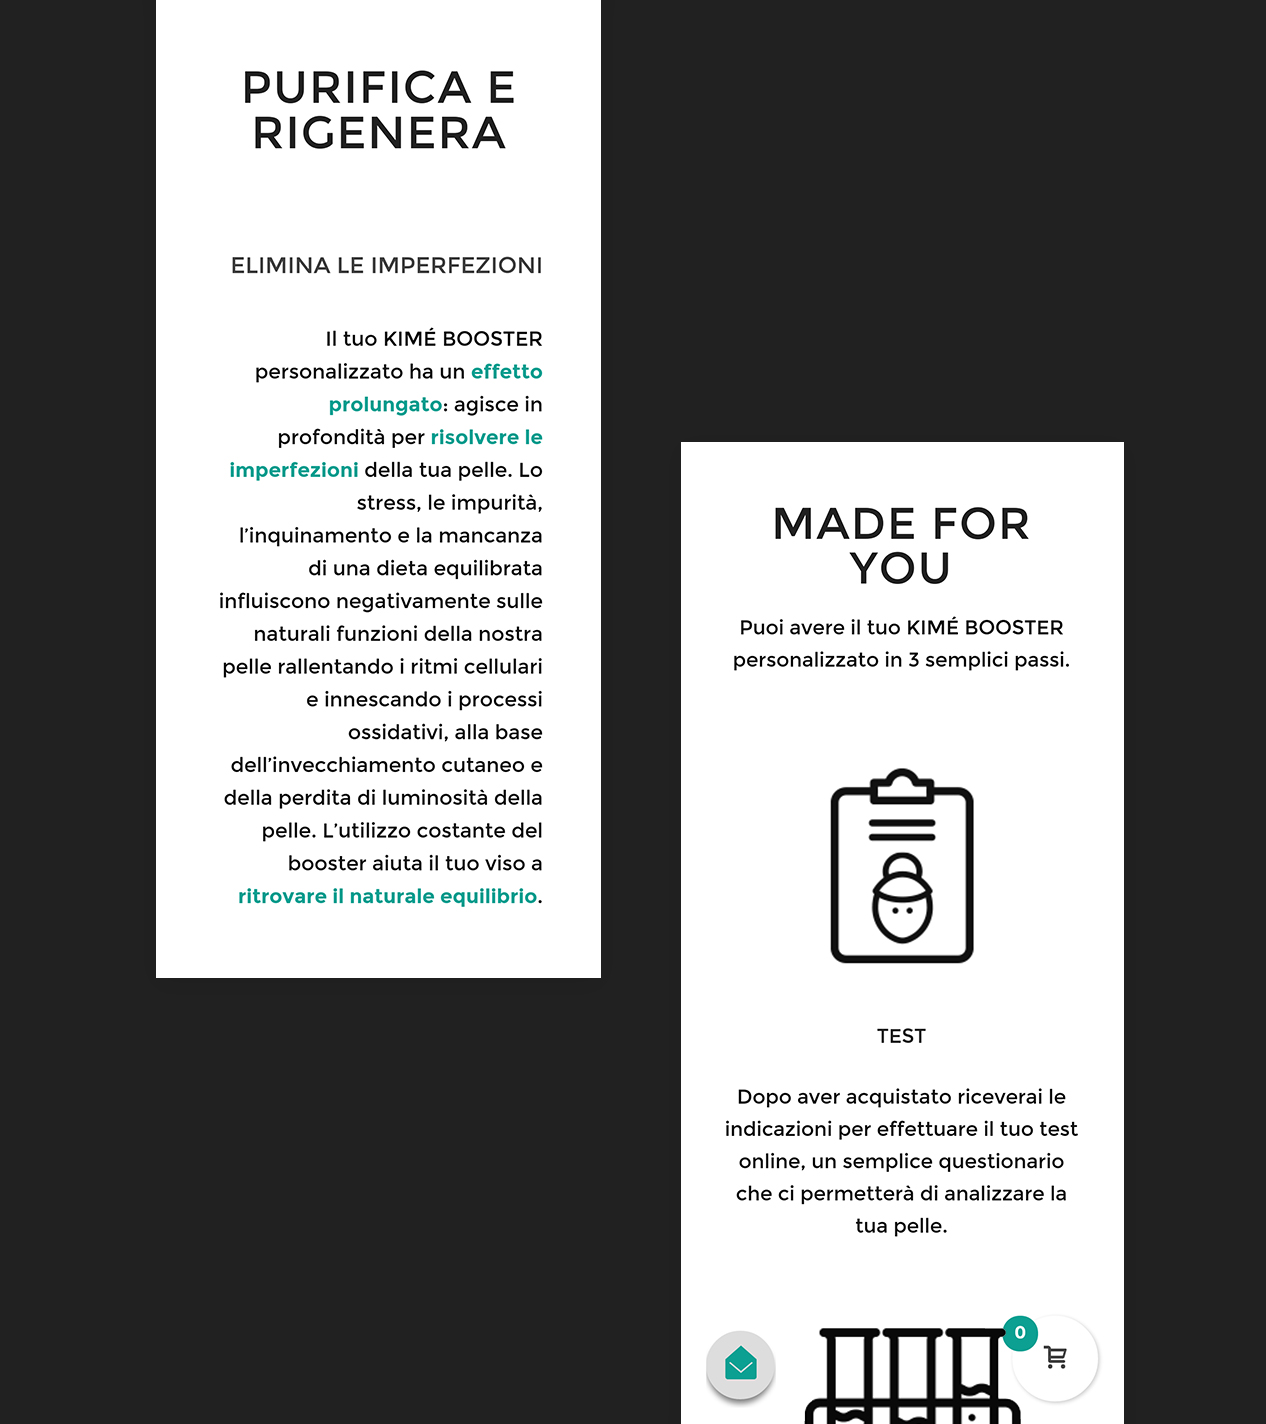 PURIFICA E
RIGENERA
ELIMINA LE IMPERFEZIONI
Il tuo KIMÉ BOOSTER
personalizzato ha un effetto
prolungato: agisce in
profondità per risolvere le
imperfezioni della tua pelle. Lo
stress, le impurità,
l’inquinamento e la mancanza
di una dieta equilibrata
influiscono negativamente sulle
naturali funzioni della nostra
pelle rallentando i ritmi cellulari
e innescando i processi
ossidativi, alla base
dell’invecchiamento cutaneo e
della perdita di luminosità della
pelle. L’utilizzo costante del
booster aiuta il tuo viso a
ritrovare il naturale equilibrio.
MADE FOR
YOU
Puoi avere il tuo KIMÉ BOOSTER
personalizzato in 3 semplici passi.
TEST
Dopo aver acquistato riceverai le
indicazioni per effettuare il tuo test
online, un semplice questionario
che ci permetterà di analizzare la
tua pelle.
0